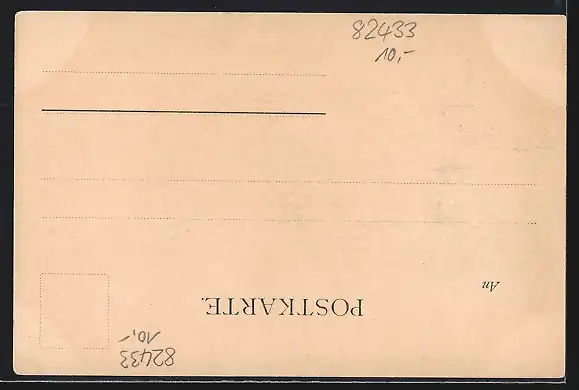 82433
10,-
An
POSTKARTE.
10,-
82433